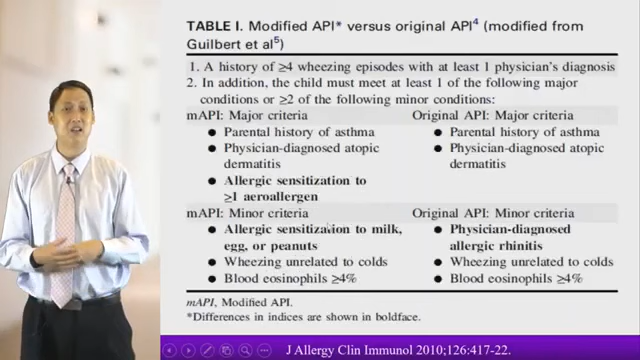 TABLE I. Modified API* versus original API4 (modified from
Guilbert et al5)
1. A history of ≥4 wheezing episodes with at least 1 physician's diagnosis
2. In addition, the child must meet at least 1 of the following major
conditions or ≥2 of the following minor conditions:
mAPI: Major criteria
● Parental history of asthma
● Physician-diagnosed atopic
dermatitis
● Allergic sensitization to
≥1 aeroallergen
Original API: Major criteria
● Parental history of asthma
● Physician-diagnosed atopic
dermatitis
mAPI: Minor criteria
● Allergic sensitization to milk,
egg, or peanuts
● Wheezing unrelated to colds
● Blood eosinophils ≥4%
Original API: Minor criteria
● Physician-diagnosed
allergic rhinitis
● Wheezing unrelated to colds
● Blood eosinophils ≥4%
mAPI, Modified API.
*Differences in indices are shown in boldface.
J Allergy Clin Immunol 2010;126:417-22.